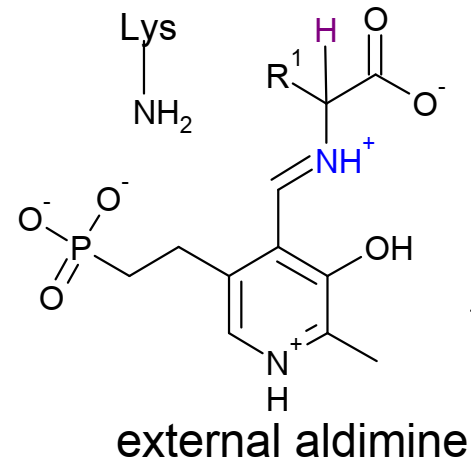 Lys
H
O
R1
NH2
O-
NH+
O-
O-
P
OH
O
N+
H
external aldimine